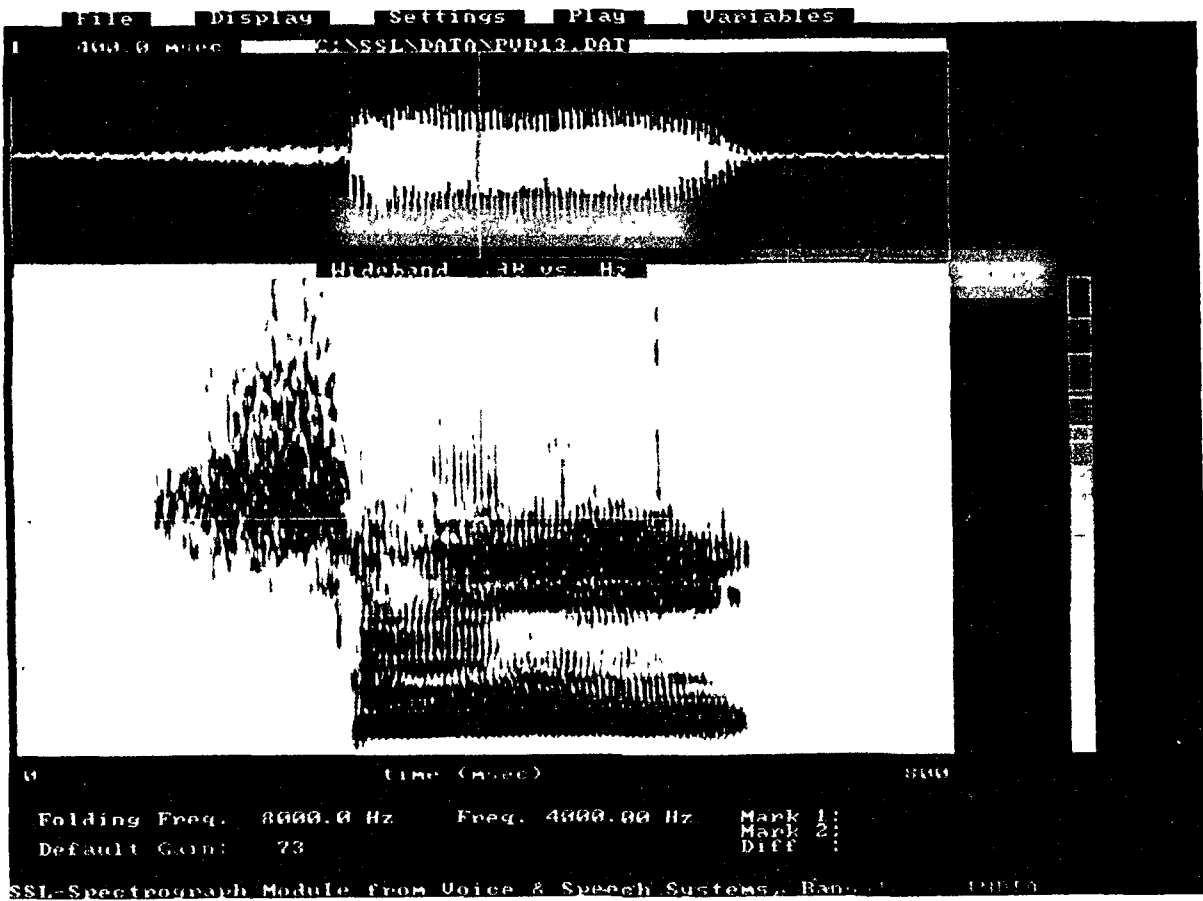 File Display Settings Play Variables
400.0 msec C:\SSL\DATA\PVD13.DAT
Wideband dB vs. Hz
0 time (msec) 800
Folding Freq. 8000.0 Hz Freq. 4000.00 Hz Mark 1:
Mark 2:
Default Gain: 73 Diff :
SSL-Spectrograph Module from Voice & Speech Systems, INDIA